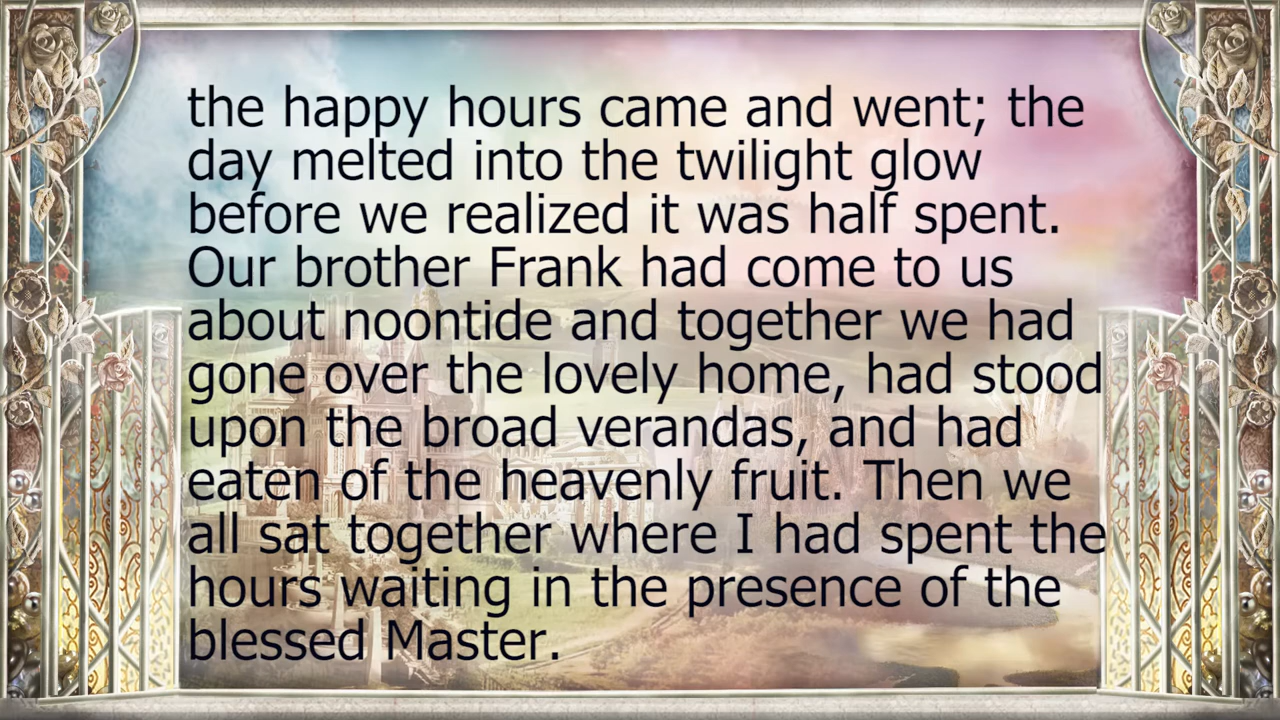 the happy hours came and went; the
day melted into the twilight glow
before we realized it was half spent.
Our brother Frank had come to us
about noontide and together we had
gone over the lovely home, had stood
upon the broad verandas, and had
eaten of the heavenly fruit. Then we
all sat together where I had spent the
hours waiting in the presence of the
blessed Master.